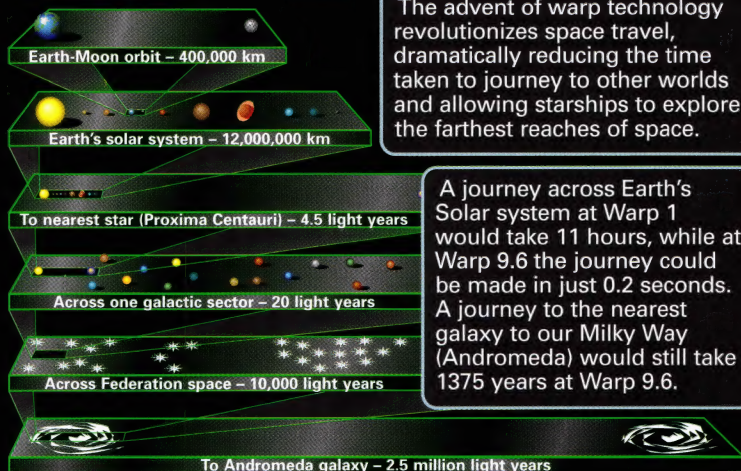 The advent of warp technology
revolutionizes space travel,
dramatically reducing the time
taken to journey to other worlds
and allowing starships to explore
the farthest reaches of space.
Earth-Moon orbit – 400,000 km
Earth's solar system – 12,000,000 km
To nearest star (Proxima Centauri) – 4.5 light years
Across one galactic sector – 20 light years
Across Federation space – 10,000 light years
To Andromeda galaxy – 2.5 million light years
A journey across Earth's
Solar system at Warp 1
would take 11 hours, while at
Warp 9.6 the journey could
be made in just 0.2 seconds.
A journey to the nearest
galaxy to our Milky Way
(Andromeda) would still take
1375 years at Warp 9.6.